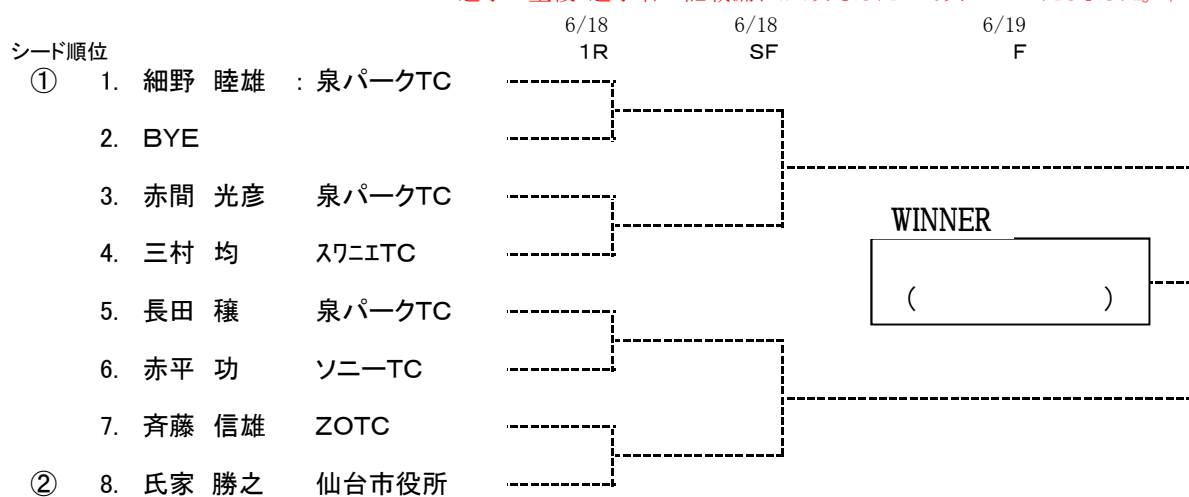 6/18 6/18 6/19
シード順位 1R SF F
① 1. 細野 睦雄 : 泉パークTC
2. BYE
3. 赤間 光彦 泉パークTC
WINNER
4. 三村 均 スワニエTC
( )
5. 長田 穣 泉パークTC
6. 赤平 功 ソニーTC
7. 斉藤 信雄 ZOTC
② 8. 氏家 勝之 仙台市役所